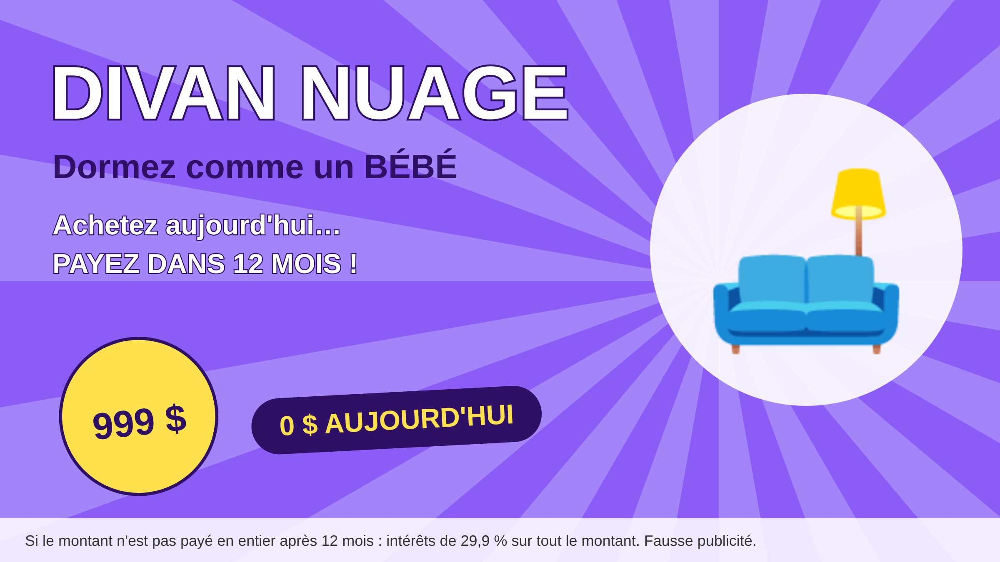 DIVAN NUAGE
Dormez comme un BÉBÉ
Achetez aujourd'hui...
PAYEZ DANS 12 MOIS !
999 $
0 $ AUJOURD'HUI
Si le montant n'est pas payé en entier après 12 mois : intérêts de 29,9 % sur tout le montant. Fausse publicité.